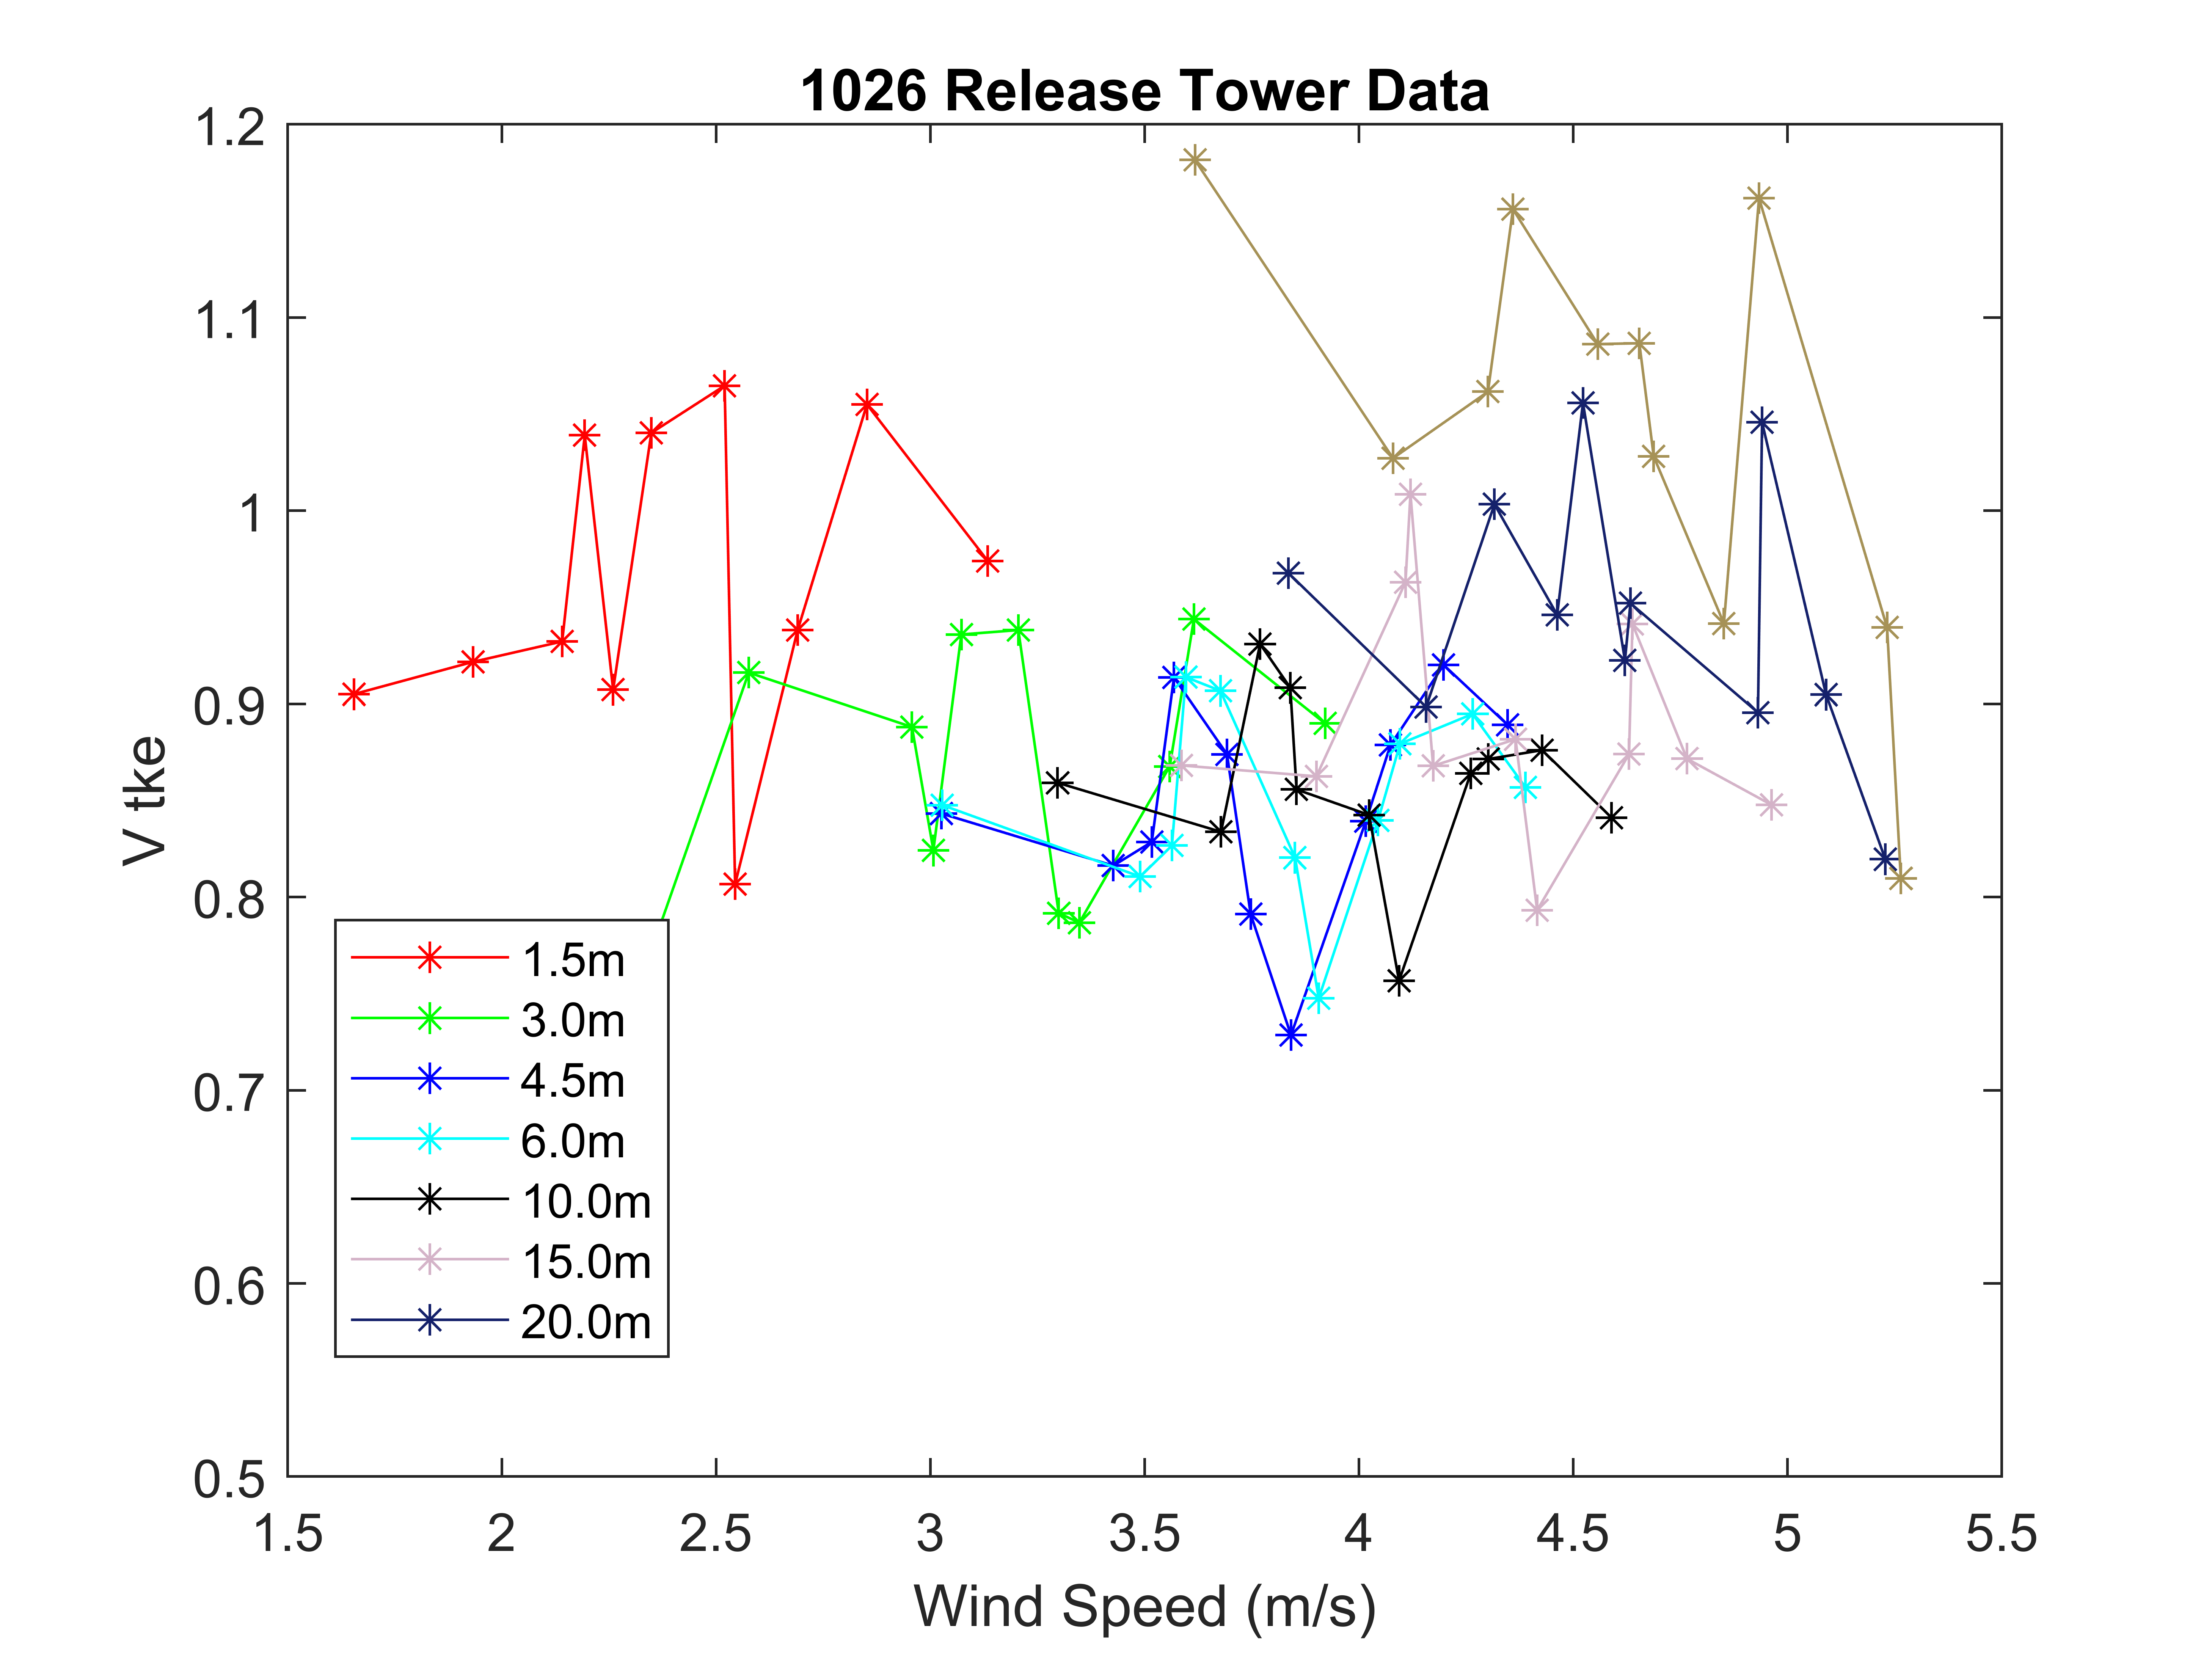 1026 Release Tower Data
1.2
1.1
1
0.9
0.8
0.7
0.6
0.5
V tke
1.5m
3.0m
4.5m
6.0m
10.0m
15.0m
20.0m
1.5 2 2.5 3 3.5 4 4.5 5 5.5
Wind Speed (m/s)